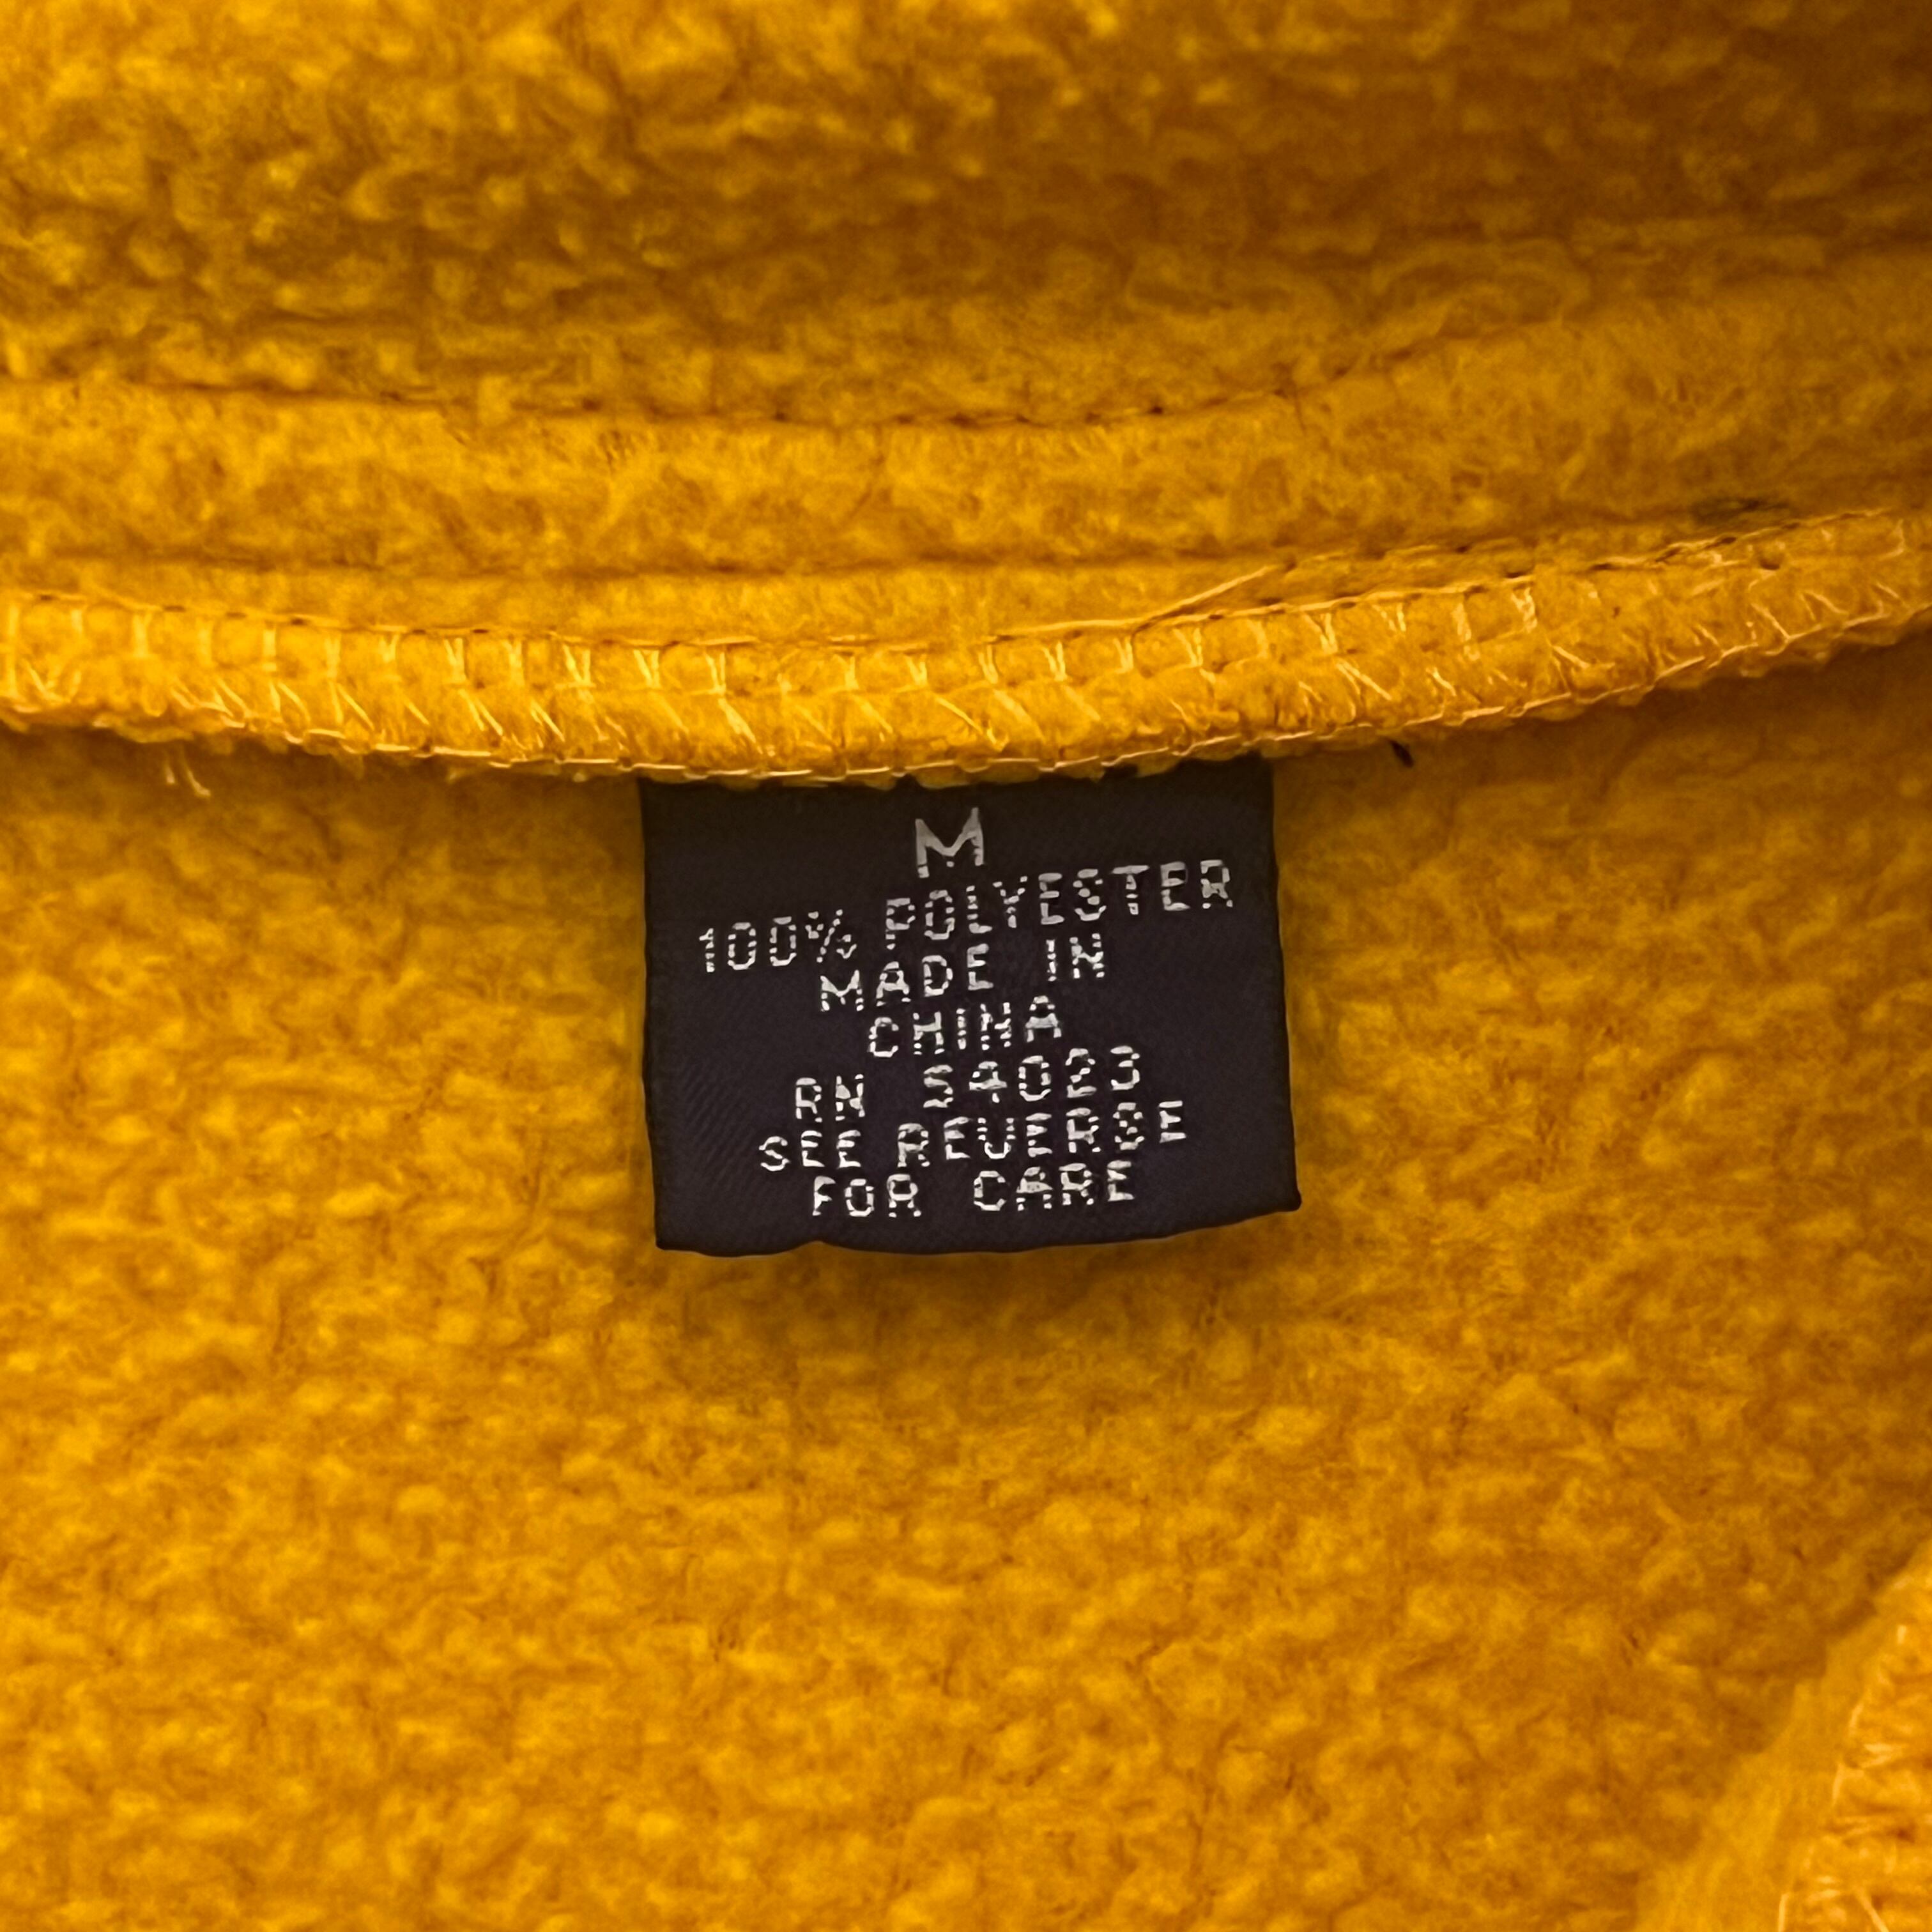 M
100% POLYESTER
MADE IN
CHINA
RN 54023
SEE REVERSE
FOR CARE